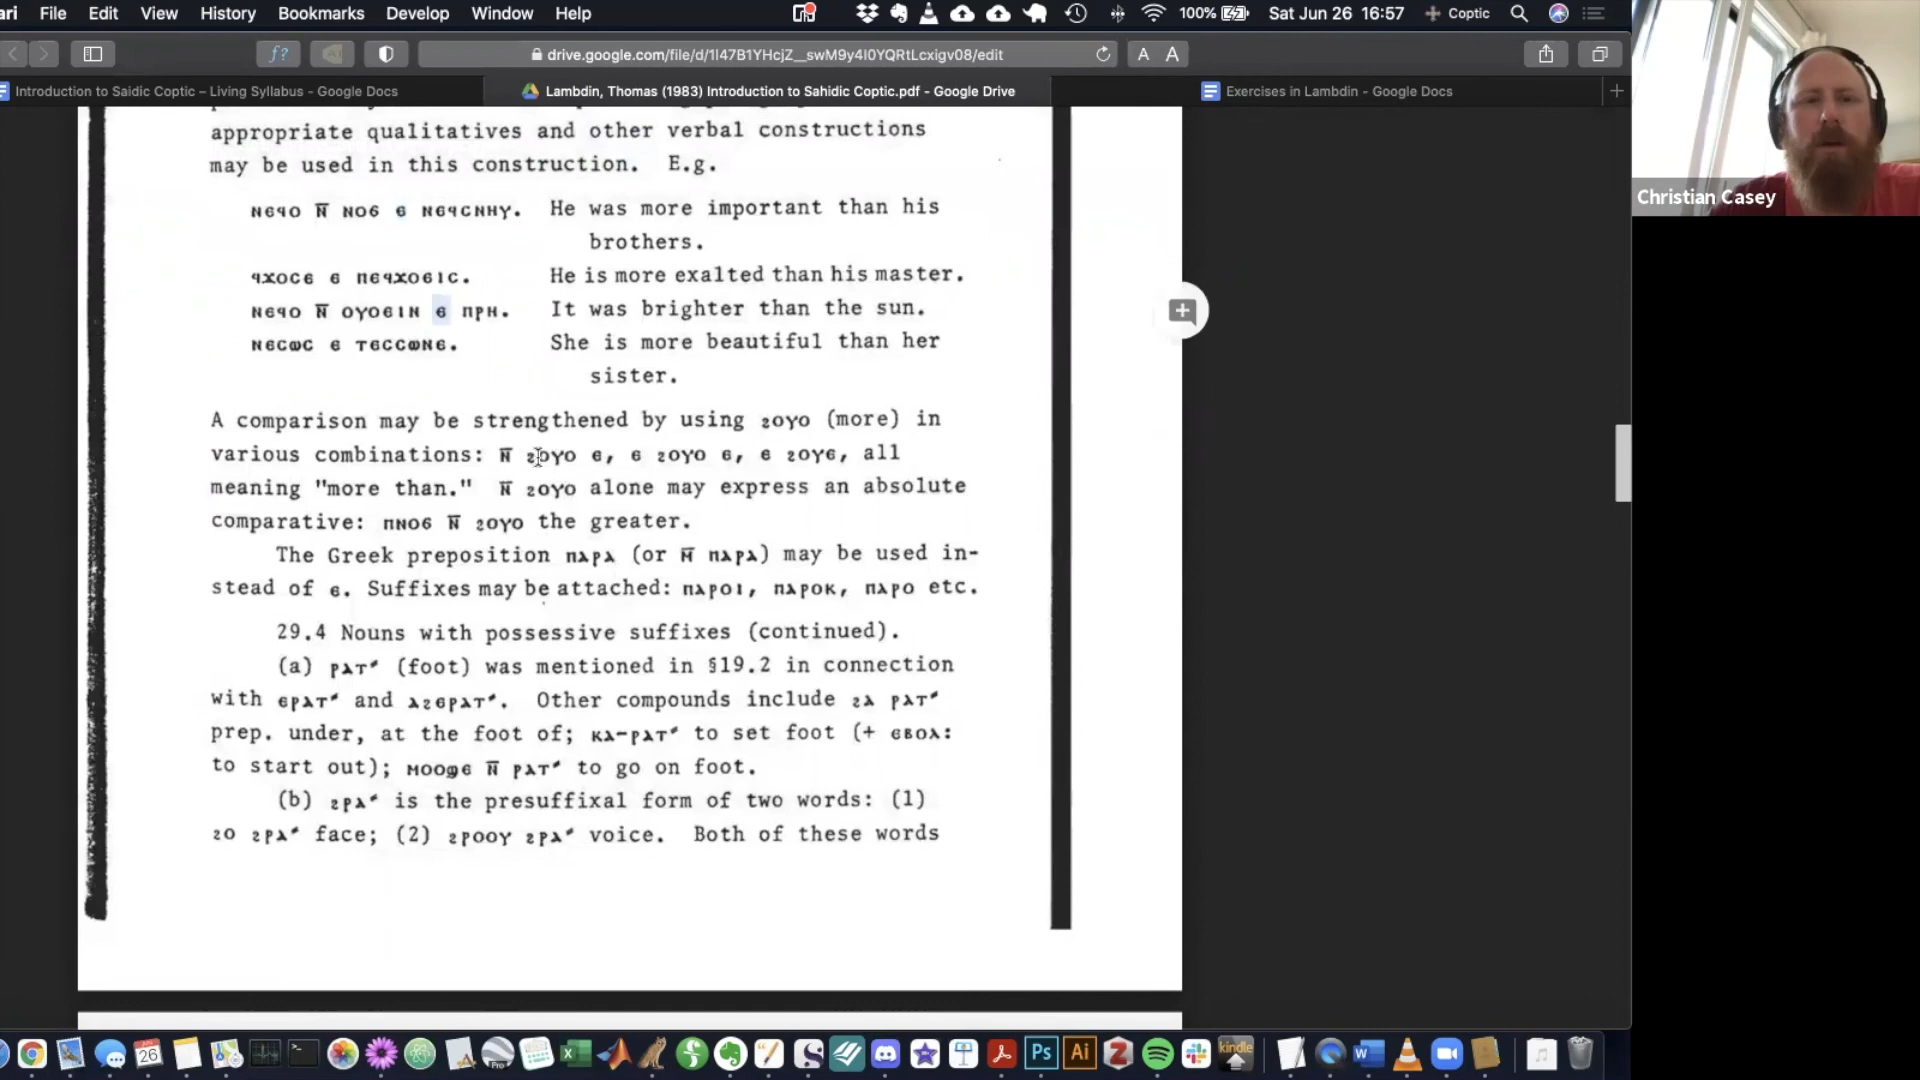 ari File Edit View History Bookmarks Develop Window Help 100% Sat Jun 26 16:57 Coptic
drive.google.com/file/d/1I47B1YHcjZ__swM9y4I0YQRtLcxigv08/edit A A
Introduction to Saidic Coptic – Living Syllabus - Google Docs
Lambdin, Thomas (1983) Introduction to Sahidic Coptic.pdf - Google Drive
Exercises in Lambdin - Google Docs
Christian Casey
appropriate qualitatives and other verbal constructions
may be used in this construction. E.g.
ⲛⲉϥⲟ ⲛ̄ ⲛⲟϭ ⲉ ⲛⲉϥⲥⲛⲏⲩ. He was more important than his
brothers.
ϥϫⲟⲥⲉ ⲉ ⲡⲉϥϫⲟⲉⲓⲥ. He is more exalted than his master.
ⲛⲉϥⲟ ⲛ̄ ⲟⲩⲟⲉⲓⲛ ⲉ ⲡⲣⲏ. It was brighter than the sun.
ⲛⲉⲥⲱⲥ ⲉ ⲧⲉⲥⲥⲱⲛⲉ. She is more beautiful than her
sister.
A comparison may be strengthened by using ϩⲟⲩⲟ (more) in
various combinations: ⲛ̄ ϩⲟⲩⲟ ⲉ, ⲉ ϩⲟⲩⲟ ⲉ, ⲉ ϩⲟⲩⲉ, all
meaning "more than." ⲛ̄ ϩⲟⲩⲟ alone may express an absolute
comparative: ⲡⲛⲟϭ ⲛ̄ ϩⲟⲩⲟ the greater.
The Greek preposition ⲡⲁⲣⲁ (or ⲙ̄ ⲡⲁⲣⲁ) may be used in-
stead of ⲉ. Suffixes may be attached: ⲡⲁⲣⲟⲓ, ⲡⲁⲣⲟⲕ, ⲡⲁⲣⲟ etc.
29.4 Nouns with possessive suffixes (continued).
(a) ⲣⲁⲧ⸗ (foot) was mentioned in §19.2 in connection
with ⲉⲣⲁⲧ⸗ and ⲁϩⲉⲣⲁⲧ⸗. Other compounds include ϩⲁ ⲣⲁⲧ⸗
prep. under, at the foot of; ⲕⲁ-ⲣⲁⲧ⸗ to set foot (+ ⲉⲃⲟⲗ:
to start out); ⲙⲟⲟϣⲉ ⲛ̄ ⲣⲁⲧ⸗ to go on foot.
(b) ϩⲣⲁ⸗ is the presuffixal form of two words: (1)
ϩⲟ ϩⲣⲁ⸗ face; (2) ϩⲣⲟⲟⲩ ϩⲣⲁ⸗ voice. Both of these words